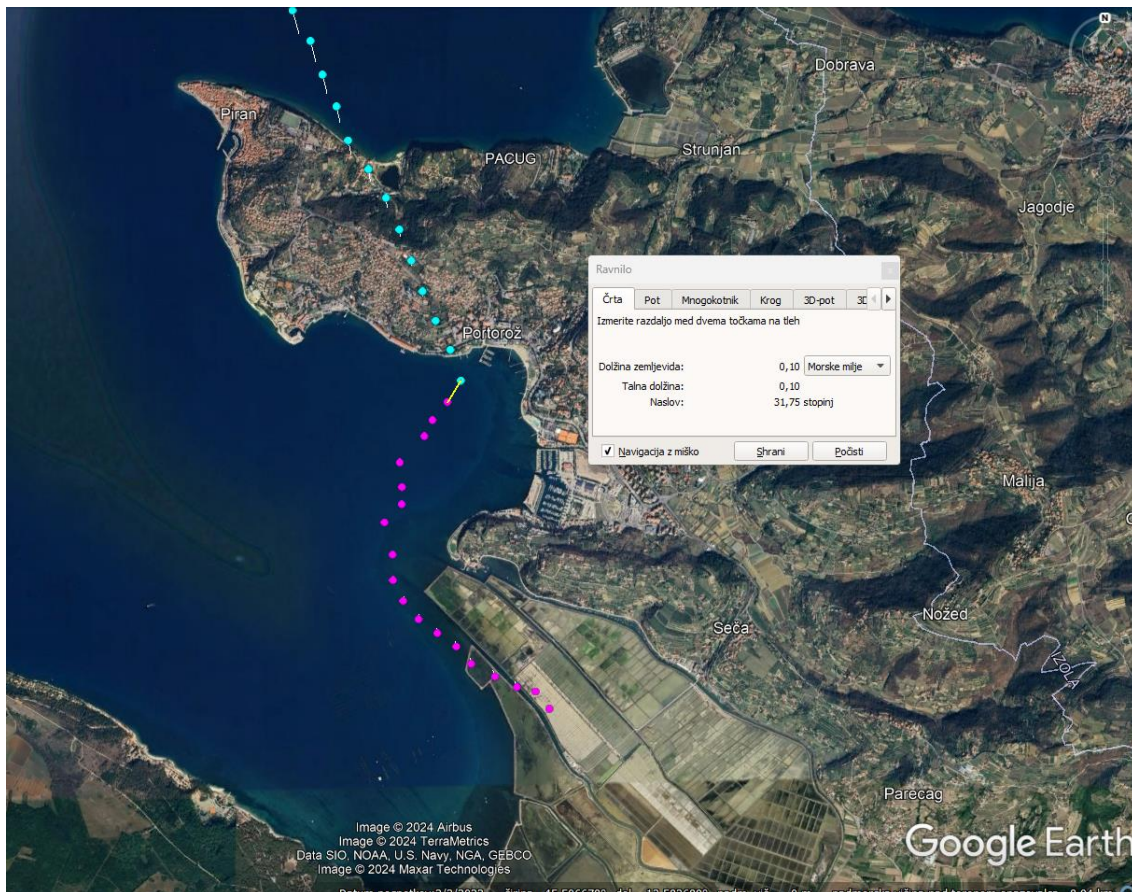 Dobrava
Piran
PACUG
Strunjan
Jagodje
N
Ravnilo
Črta
Pot
Mnogokotnik
Krog
3D-pot
3D
Izmerite razdaljo med dvema točkama na tleh
Portorož
Dolžina zemljevida: 0,10 Morske milje
Talna dolžina: 0,10
Naslov: 31,75 stopinj
Navigacija z miško
Shrani
Počisti
Malija
Nožed
Seča
IZOLA
Parecag
Image © 2024 Airbus
Image © 2024 TerraMetrics
Data SIO, NOAA, U.S. Navy, NGA, GEBCO
Image © 2024 Maxar Technologies
Google Earth